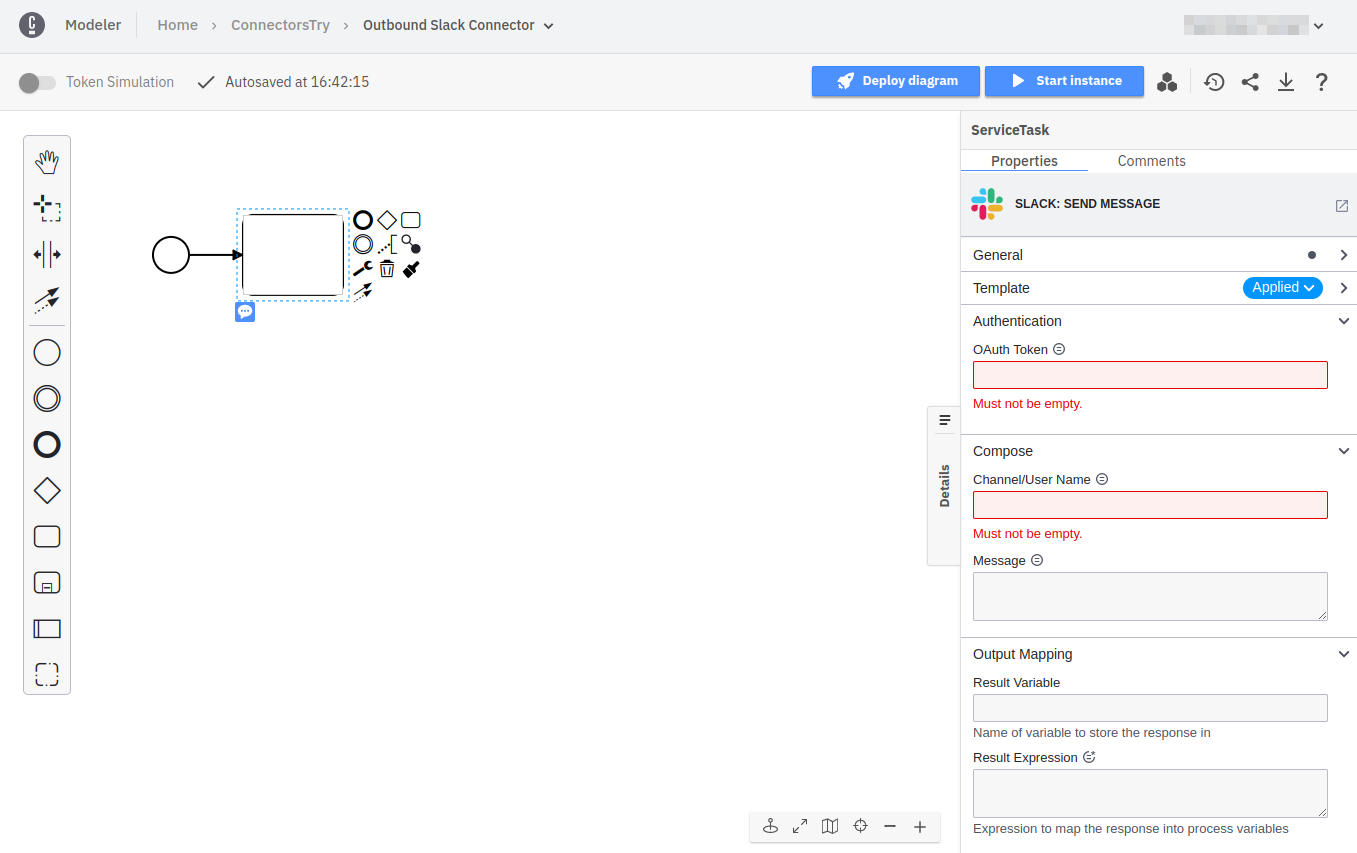 Modeler Home › ConnectorsTry › Outbound Slack Connector
Token Simulation Autosaved at 16:42:15 Deploy diagram Start instance ?
ServiceTask
Properties Comments
SLACK: SEND MESSAGE
General
Template Applied
Authentication
OAuth Token
Must not be empty.
Compose
Channel/User Name
Must not be empty.
Message
Details
Output Mapping
Result Variable
Name of variable to store the response in
Result Expression
Expression to map the response into process variables